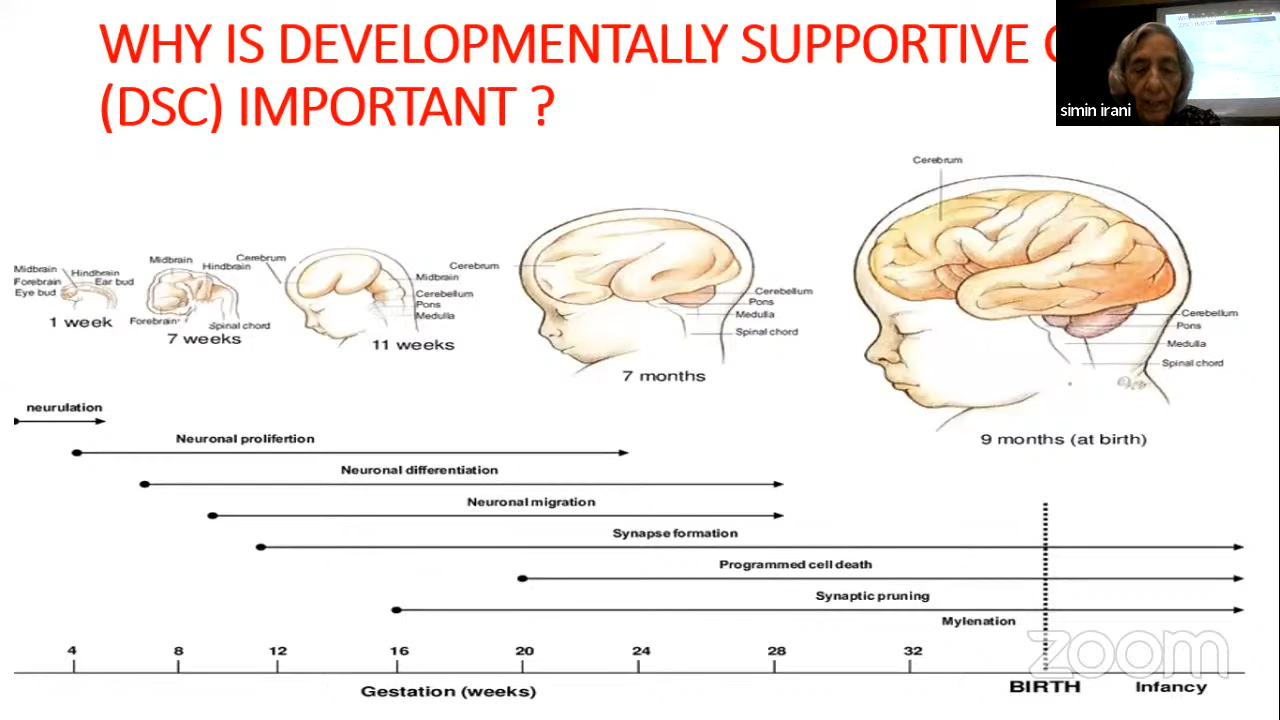 WHY IS DEVELOPMENTALLY SUPPORTIVE
(DSC) IMPORTANT ?
simin irani
Cerebrum
Midbrain
Hindbrain
Forebrain
Ear bud
Eye bud
1 week
Midbrain
Hindbrain
Forebrain
Spinal chord
7 weeks
Cerebrum
Midbrain
Cerebellum
Pons
Medulla
11 weeks
Cerebrum
Cerebellum
Pons
Medulla
Spinal chord
7 months
Cerebellum
Pons
Medulla
Spinal chord
9 months (at birth)
neurulation
Neuronal prolifertion
Neuronal differentiation
Neuronal migration
Synapse formation
Programmed cell death
Synaptic pruning
Mylenation
4 8 12 16 20 24 28 32
Gestation (weeks)
BIRTH
Infancy
zoom